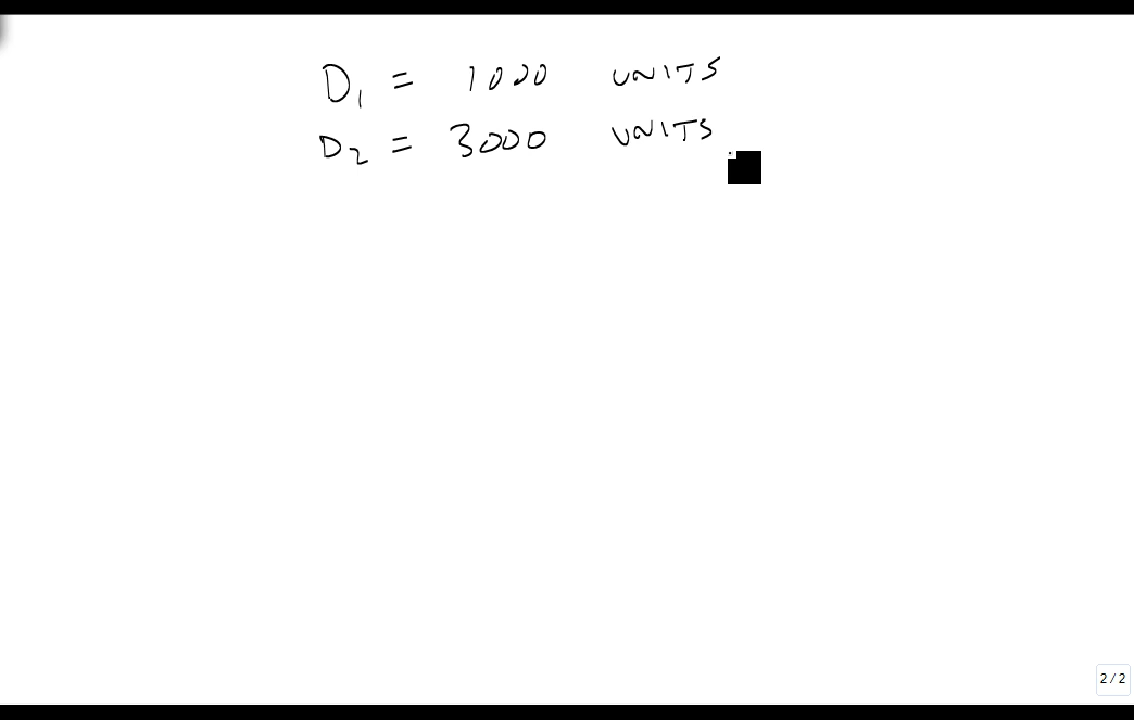 D₁ = 1000 UNITS
D₂ = 3000 UNITS
2/2